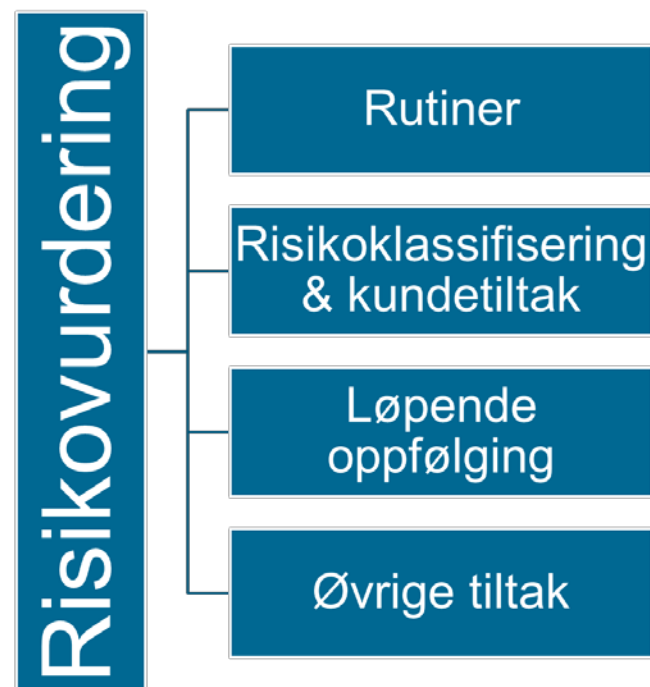 Risikovurdering
Rutiner
Risikoklassifisering
& kundetiltak
Løpende
oppfølging
Øvrige tiltak